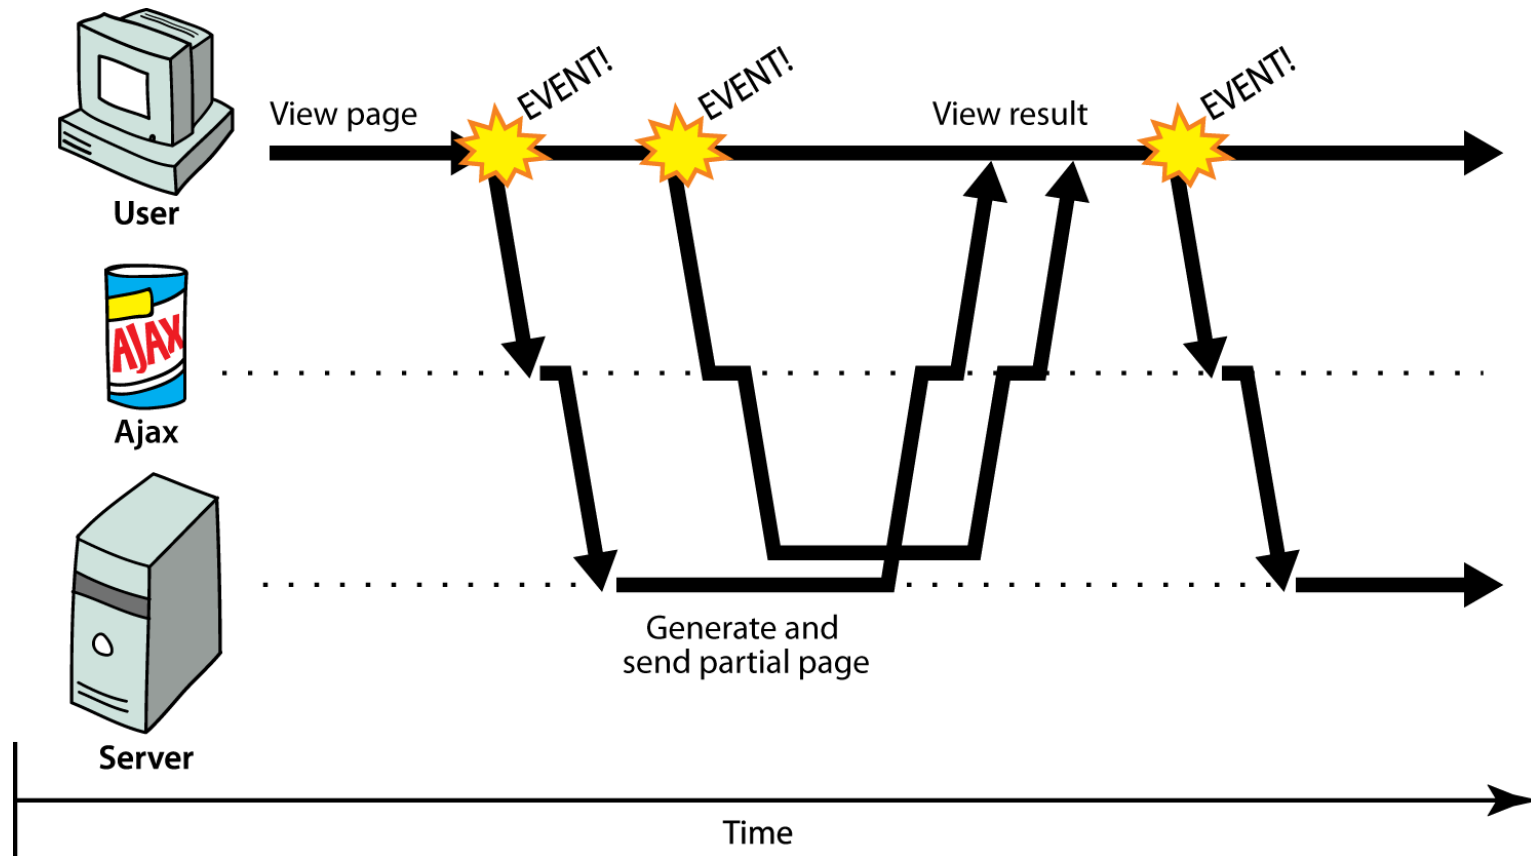 View page
EVENT!
EVENT!
View result
EVENT!
User
AJAX
Ajax
Generate and
send partial page
Server
Time